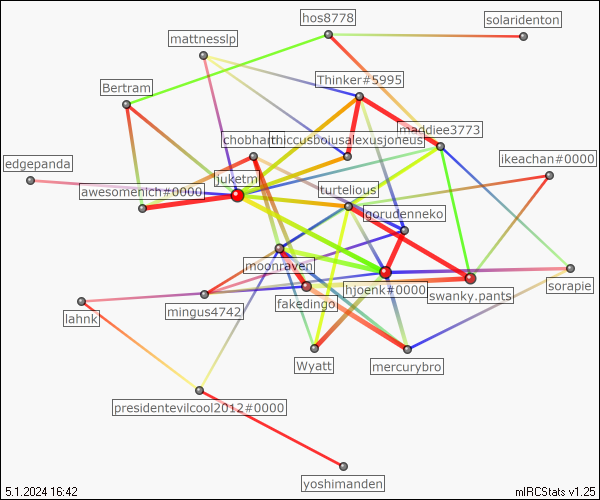 hos8778
solaridenton
mattnesslp
Thinker#5995
Bertram
maddiee3773
chobham
thiccusboiusalexusjoneus
edgepanda
ikeachan#0000
juketm
awesomenich#0000
turtelious
gorudenneko
moonraven
hjoenk#0000
sorapie
swanky.pants
fakedingo
mingus4742
lahnk
Wyatt
mercurybro
presidentevilcool2012#0000
yoshimanden
5.1.2024 16:42
mIRCStats v1.25